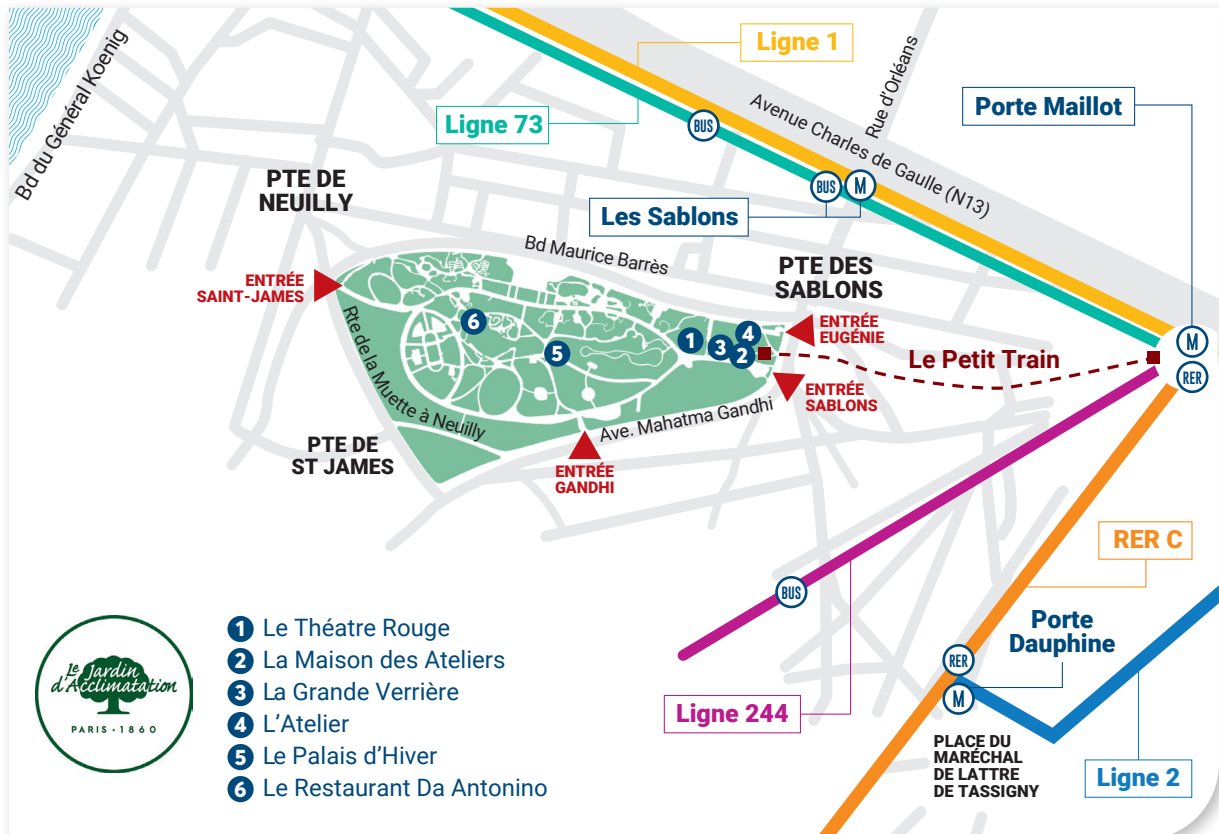 Bd du Général Koenig
Ligne 1
Ligne 73
BUS
Avenue Charles de Gaulle (N13)
Rue d'Orléans
Porte Maillot
PTE DE
NEUILLY
BUS
M
Les Sablons
Bd Maurice Barrès
PTE DES
SABLONS
ENTRÉE
SAINT-JAMES
ENTRÉE
EUGÉNIE
6
5
1
3
4
2
Le Petit Train
M
RER
Rte de la Muette à Neuilly
ENTRÉE
SABLONS
Ave. Mahatma Gandhi
PTE DE
ST JAMES
ENTRÉE
GANDHI
RER C
BUS
Porte
Dauphine
RER
M
Ligne 244
PLACE DU
MARÉCHAL
DE LATTRE
DE TASSIGNY
Ligne 2
Le Jardin
d'Acclimatation
PARIS · 1860
1 Le Théatre Rouge
2 La Maison des Ateliers
3 La Grande Verrière
4 L'Atelier
5 Le Palais d'Hiver
6 Le Restaurant Da Antonino